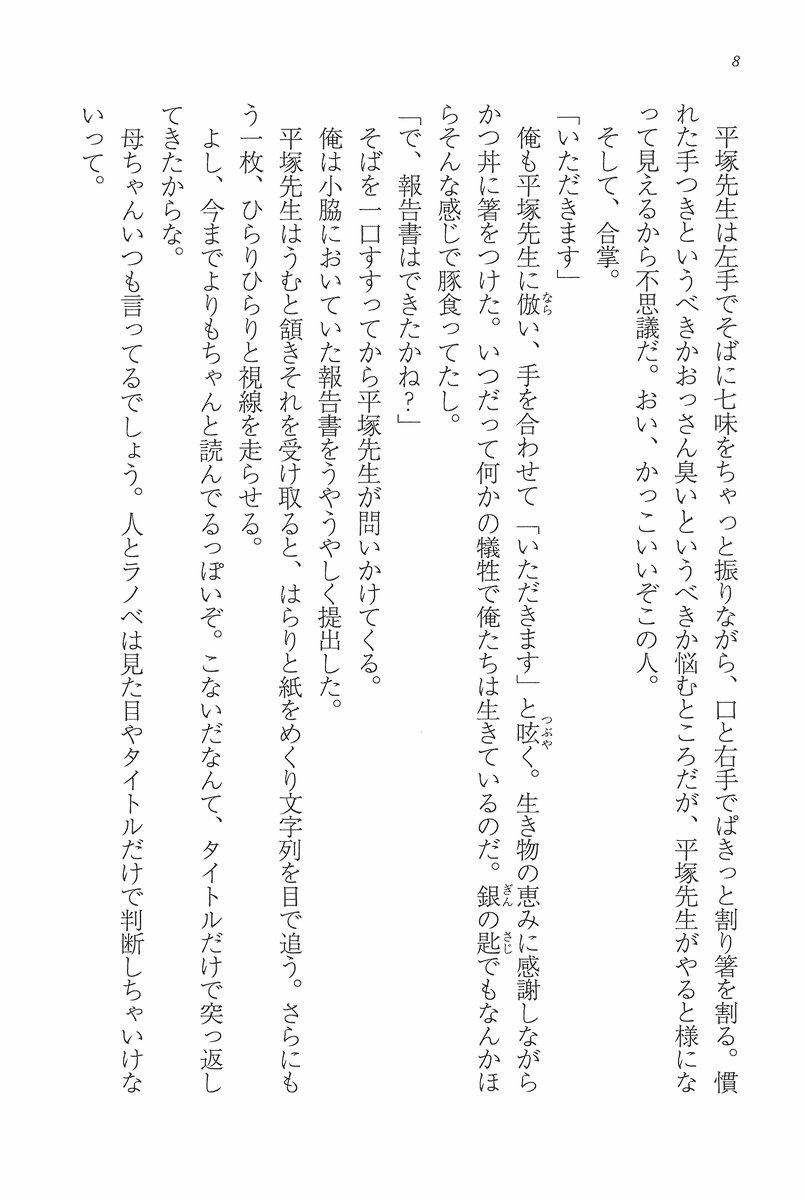 8
平塚先生は左手でそばに七味をちゃっと振りながら、口と右手でぱきっと割り箸を割る。慣
れた手つきというべきかおっさん臭いというべきか悩むところだが、平塚先生がやると様にな
って見えるから不思議だ。おい、かっこいいぞこの人。
そして、合掌。
「いただきます」
俺も平塚先生に倣い、手を合わせて「いただきます」と呟く。生き物の恵みに感謝しながら
かつ丼に箸をつけた。いつだって何かの犠牲で俺たちは生きているのだ。銀の匙でもなんかほ
らそんな感じで豚食ってたし。
「で、報告書はできたかね?」
そばを一口すすってから平塚先生が問いかけてくる。
俺は小脇においていた報告書をうやうやしく提出した。
平塚先生はうむと頷きそれを受け取ると、はらりと紙をめくり文字列を目で追う。さらにも
う一枚、ひらりひらりと視線を走らせる。
よし、今までよりもちゃんと読んでるっぽいぞ。こないだなんて、タイトルだけで突っ返し
てきたからな。
母ちゃんいつも言ってるでしょう。人とラノベは見た目やタイトルだけで判断しちゃいけな
いって。